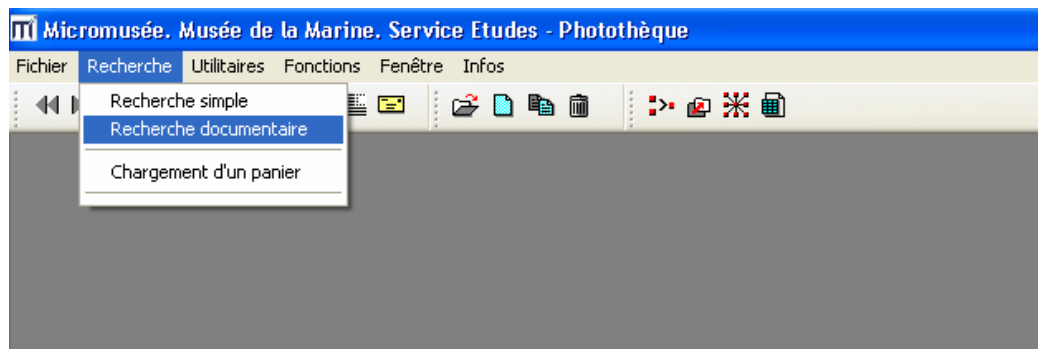 Micromusée. Musée de la Marine. Service Etudes - Photothèque
Fichier Recherche Utilitaires Fonctions Fenêtre Infos
Recherche simple
Recherche documentaire
Chargement d'un panier